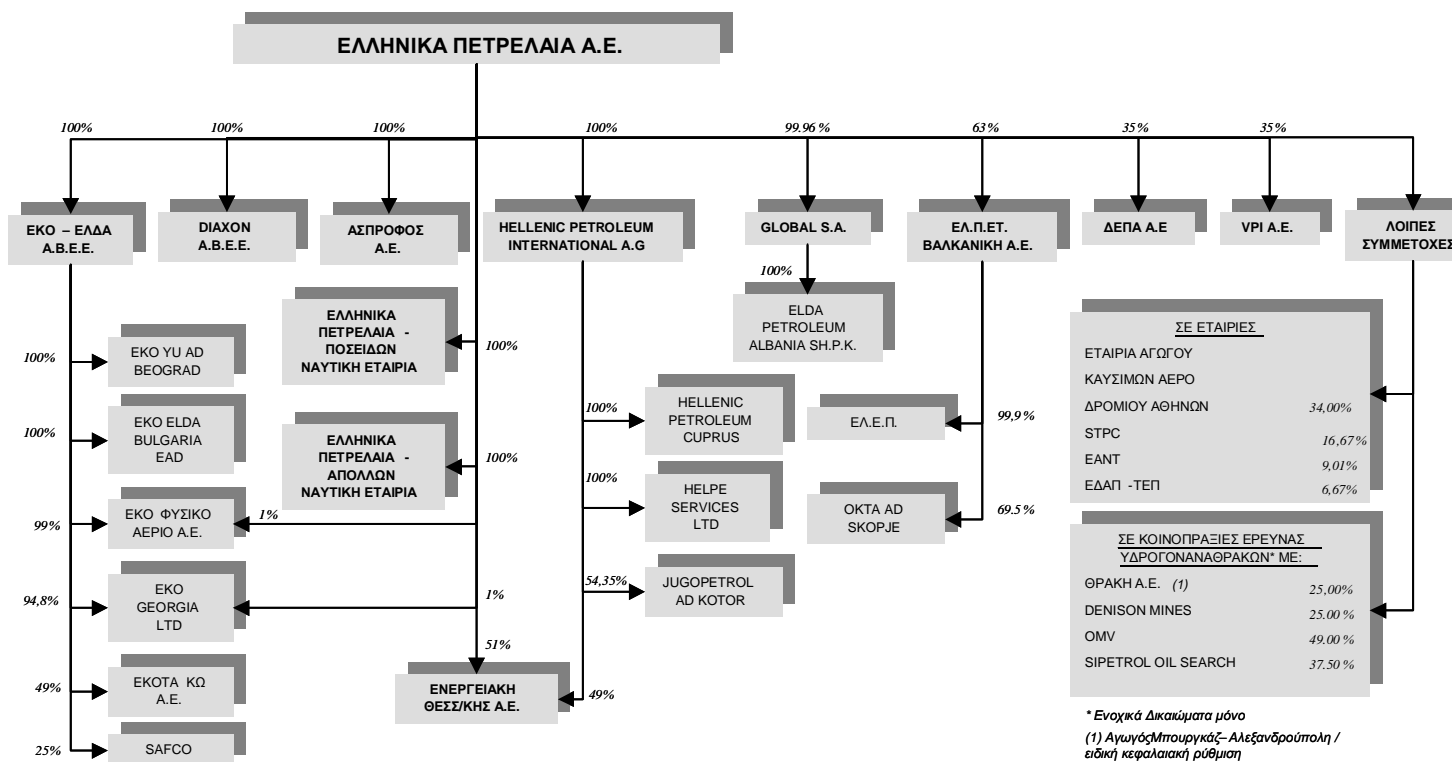 ΕΛΛΗΝΙΚΑ ΠΕΤΡΕΛΑΙΑ Α.Ε.
100%
100%
100%
100%
99.96 %
63%
35%
35%
ΕΚΟ – ΕΛΔΑ
Α.Β.Ε.Ε.
DIAXON
Α.Β.Ε.Ε.
ΑΣΠΡΟΦΟΣ
Α.Ε.
HELLENIC PETROLEUM
INTERNATIONAL A.G
GLOBAL S.A.
ΕΛ.Π.ΕΤ.
ΒΑΛΚΑΝΙΚΗ Α.Ε.
ΔΕΠΑ Α.Ε
VPI Α.Ε.
ΛΟΙΠΕΣ
ΣΥΜΜΕΤΟΧΕΣ
100%
EKO YU AD
BEOGRAD
100%
EKO ELDA
BULGARIA
EAD
99%
ΕΚΟ ΦΥΣΙΚΟ
ΑΕΡΙΟ Α.Ε.
1%
94,8%
EKO
GEORGIA
LTD
1%
49%
ΕΚΟΤΑ ΚΩ
Α.Ε.
25%
SAFCO
ΕΛΛΗΝΙΚΑ
ΠΕΤΡΕΛΑΙΑ -
ΠΟΣΕΙΔΩΝ
ΝΑΥΤΙΚΗ ΕΤΑΙΡΙΑ
100%
ΕΛΛΗΝΙΚΑ
ΠΕΤΡΕΛΑΙΑ -
ΑΠΟΛΛΩΝ
ΝΑΥΤΙΚΗ ΕΤΑΙΡΙΑ
100%
51%
ΕΝΕΡΓΕΙΑΚΗ
ΘΕΣΣ/ΚΗΣ Α.Ε.
49%
100%
HELLENIC
PETROLEUM
CUPRUS
100%
HELPE
SERVICES
LTD
54,35%
JUGOPETROL
AD KOTOR
100%
ELDA
PETROLEUM
ALBANIA SH.P.K.
ΕΛ.Ε.Π.
99,9 %
ΟΚΤΑ AD
SKOPJE
69.5%
ΣΕ ΕΤΑΙΡΙΕΣ
ΕΤΑΙΡΙΑ ΑΓΩΓΟΥ
ΚΑΥΣΙΜΩΝ ΑΕΡΟ
ΔΡΟΜΙΟΥ ΑΘΗΝΩΝ 34,00%
STPC 16,67%
ΕΑΝΤ 9,01%
ΕΔΑΠ -ΤΕΠ 6,67%
ΣΕ ΚΟΙΝΟΠΡΑΞΙΕΣ ΕΡΕΥΝΑΣ
ΥΔΡΟΓΟΝΑΝΑΘΡΑΚΩΝ* ΜΕ:
ΘΡΑΚΗ Α.Ε. (1) 25,00%
DENISON MINES 25.00 %
OMV 49.00 %
SIPETROL OIL SEARCH 37.50 %
* Ενοχικά Δικαιώματα μόνο
(1) ΑγωγόςΜπουργκάζ– Αλεξανδρούπολη /
ειδική κεφαλαιακή ρύθμιση